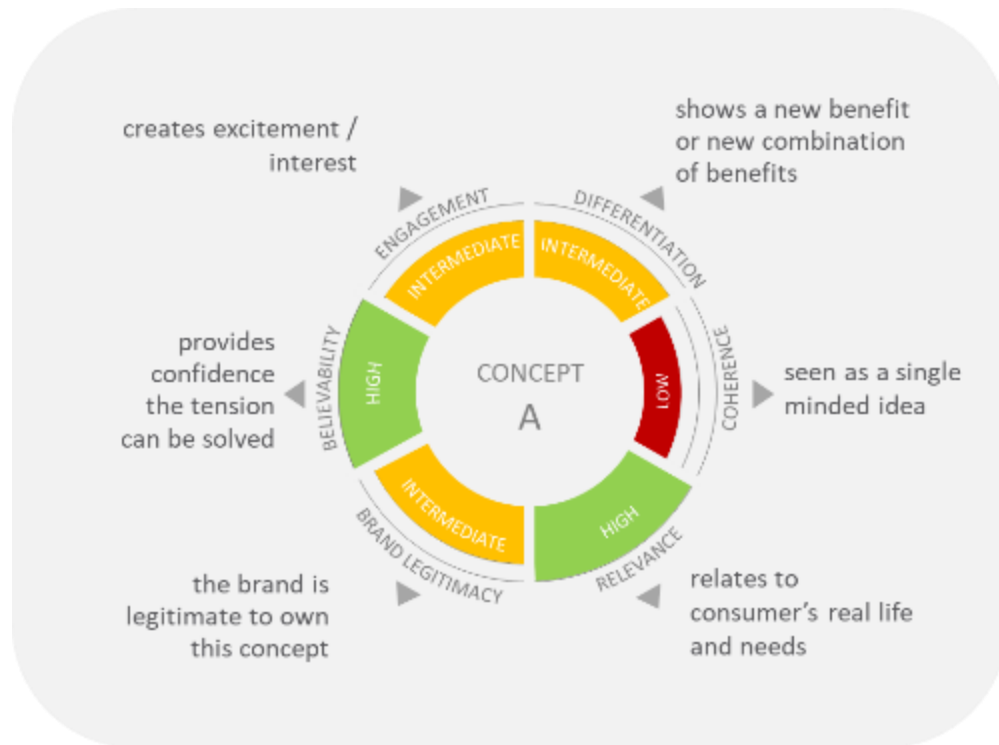 creates excitement /
interest
shows a new benefit
or new combination
of benefits
ENGAGEMENT
DIFFERENTIATION
INTERMEDIATE
INTERMEDIATE
provides
confidence
the tension
can be solved
BELIEVABILITY
HIGH
CONCEPT
A
LOW
COHERENCE
seen as a single
minded idea
INTERMEDIATE
HIGH
BRAND LEGITIMACY
RELEVANCE
the brand is
legitimate to own
this concept
relates to
consumer’s real life
and needs